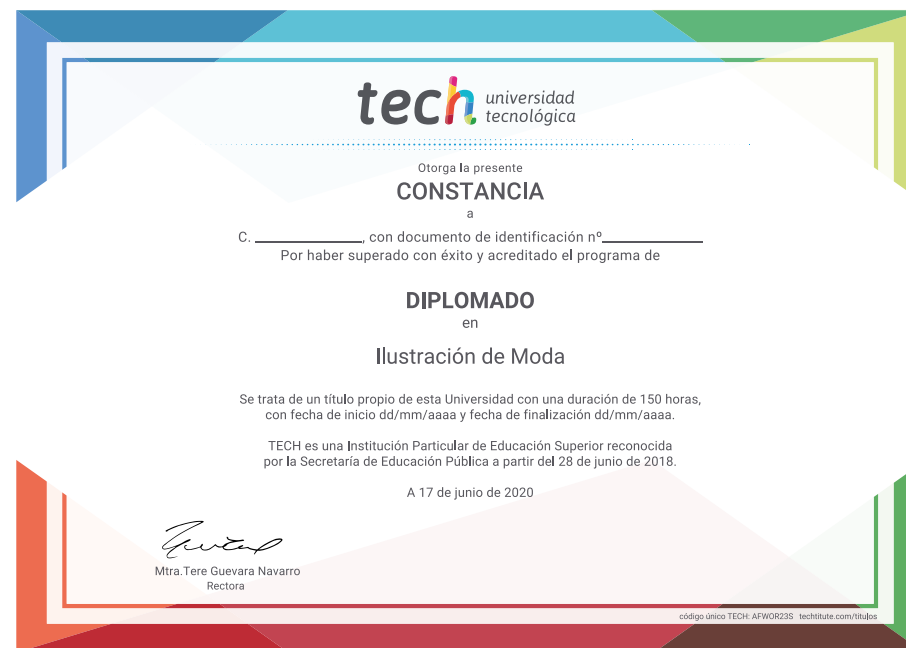 tech universidad
tecnológica
Otorga la presente
CONSTANCIA
a
C. ____________, con documento de identificación nº____________
Por haber superado con éxito y acreditado el programa de
DIPLOMADO
en
Ilustración de Moda
Se trata de un título propio de esta Universidad con una duración de 150 horas,
con fecha de inicio dd/mm/aaaa y fecha de finalización dd/mm/aaaa.
TECH es una Institución Particular de Educación Superior reconocida
por la Secretaría de Educación Pública a partir del 28 de junio de 2018.
A 17 de junio de 2020
Mtra.Tere Guevara Navarro
Rectora
código único TECH: AFWOR23S techtitute.com/titulos